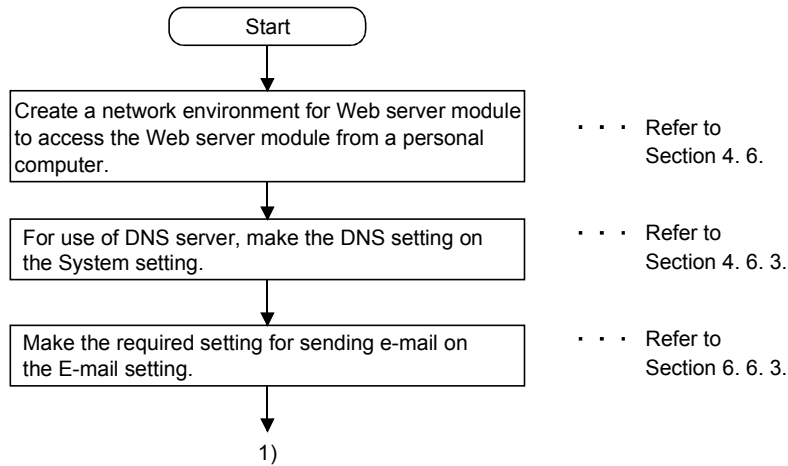 Start
Create a network environment for Web server module
to access the Web server module from a personal
computer.
· · · Refer to
Section 4. 6.
For use of DNS server, make the DNS setting on
the System setting.
· · · Refer to
Section 4. 6. 3.
Make the required setting for sending e-mail on
the E-mail setting.
· · · Refer to
Section 6. 6. 3.
1)